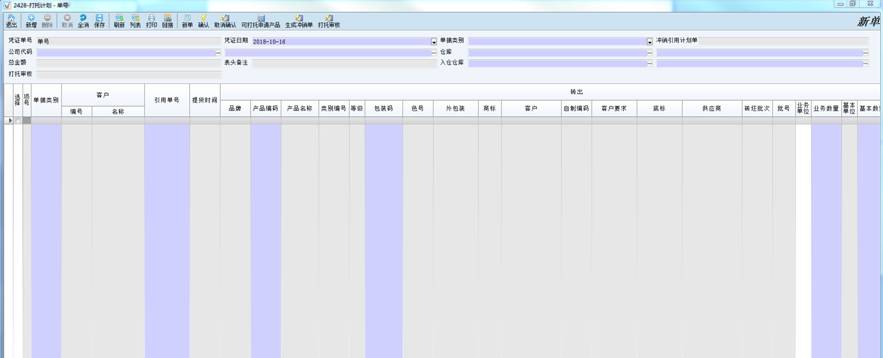 2428-打托计划 - 单号
退出 新增 删除 取消 全消 保存 刷新 列表 打印 链接 新单 确认 取消确认 可打托申请产品 生成冲销单 打托审核
新单
凭证单号 单号 凭证日期 2018-10-16 单据类别 冲销引用计划单
公司代码 仓库
总金额 表头备注 入仓仓库
打托审核
选择 项号 单据类别 客户 引用单号 提货时间 转出
编号 名称 品牌 产品编码 产品名称 类别编号 等级 包装码 色号 外包装 商标 客户 自制编码 客户要求 底标 供应商 转托批次 批号 业务单位 业务数量 基本单位 基本数